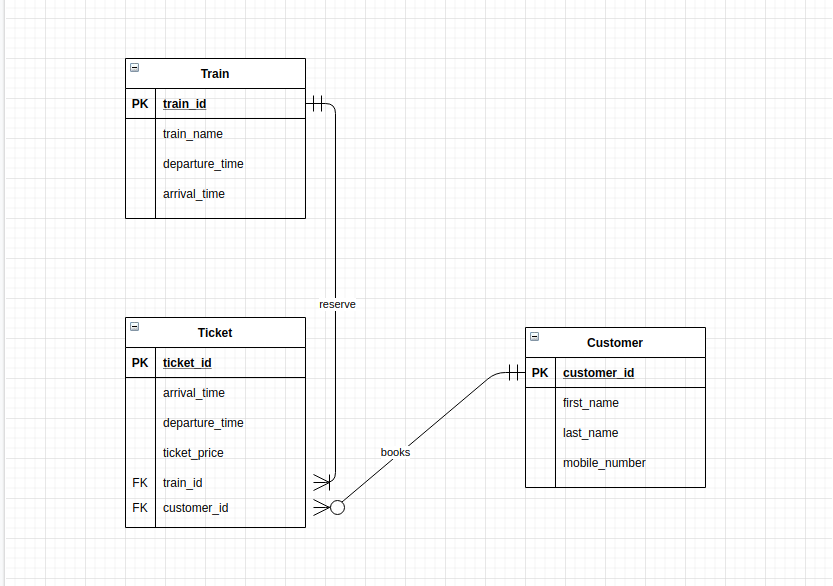 Train
PK train_id
train_name
departure_time
arrival_time
reserve
Ticket
PK ticket_id
arrival_time
departure_time
ticket_price
FK train_id
FK customer_id
books
Customer
PK customer_id
first_name
last_name
mobile_number